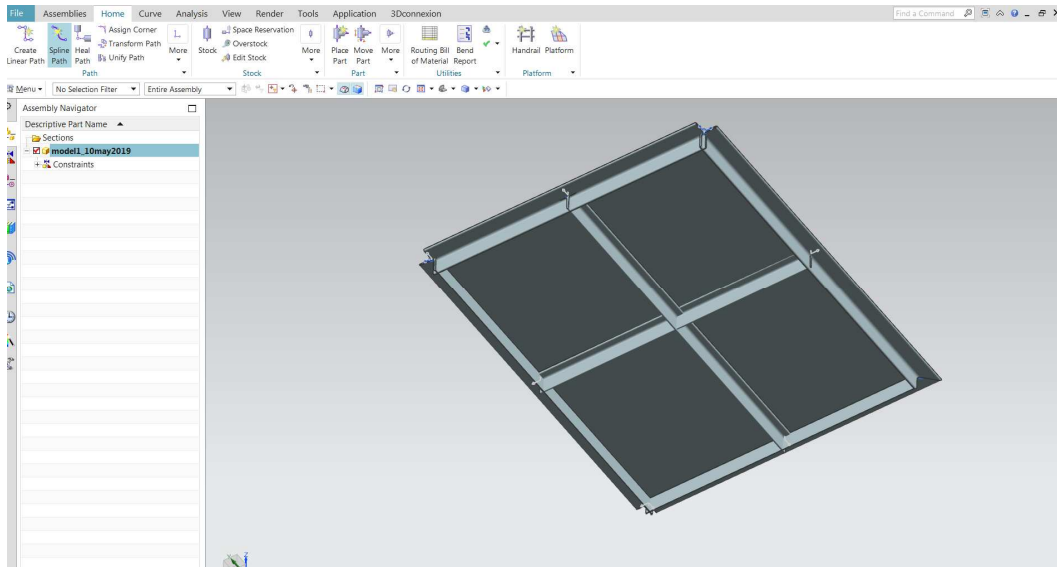 File Assemblies Home Curve Analysis View Render Tools Application 3Dconnexion Find a Command
Assign Corner Space Reservation
Transform Path Overstock
Create Spline Heal Unify Path More Stock Edit Stock More Place Move More Routing Bill Bend Handrail Platform
Linear Path Path Path Part Part of Material Report
Path Stock Part Utilities Platform
Menu No Selection Filter Entire Assembly
Assembly Navigator
Descriptive Part Name
Sections
model1_10may2019
Constraints
Z